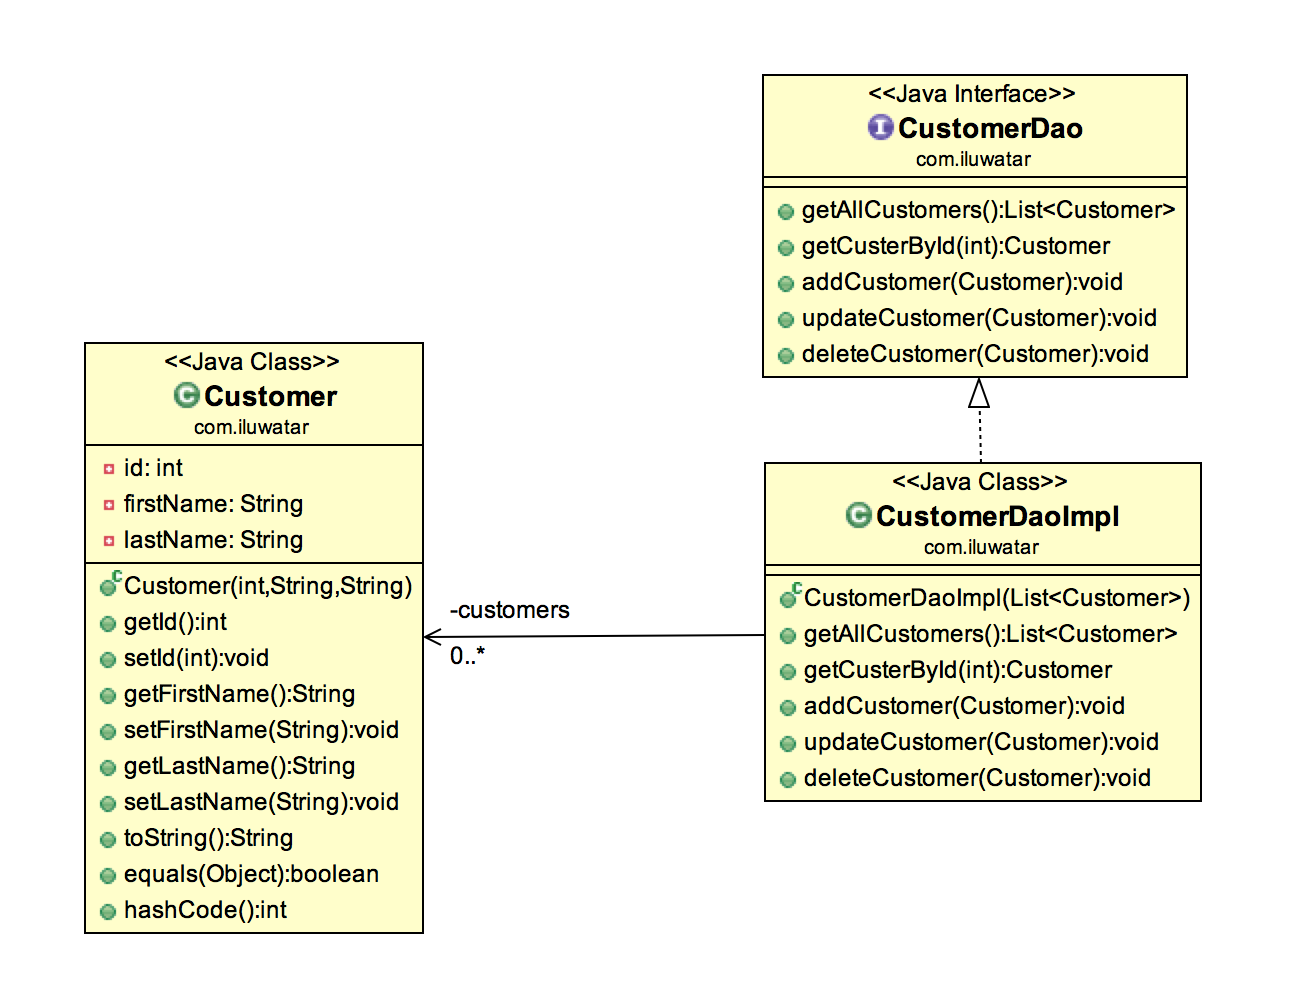 <<Java Interface>>
CustomerDao
com.iluwatar
getAllCustomers():List<Customer>
getCusterById(int):Customer
addCustomer(Customer):void
updateCustomer(Customer):void
deleteCustomer(Customer):void
<<Java Class>>
Customer
com.iluwatar
id: int
firstName: String
lastName: String
Customer(int,String,String)
getId():int
setId(int):void
getFirstName():String
setFirstName(String):void
getLastName():String
setLastName(String):void
toString():String
equals(Object):boolean
hashCode():int
-customers
0..*
<<Java Class>>
CustomerDaoImpl
com.iluwatar
CustomerDaoImpl(List<Customer>)
getAllCustomers():List<Customer>
getCusterById(int):Customer
addCustomer(Customer):void
updateCustomer(Customer):void
deleteCustomer(Customer):void